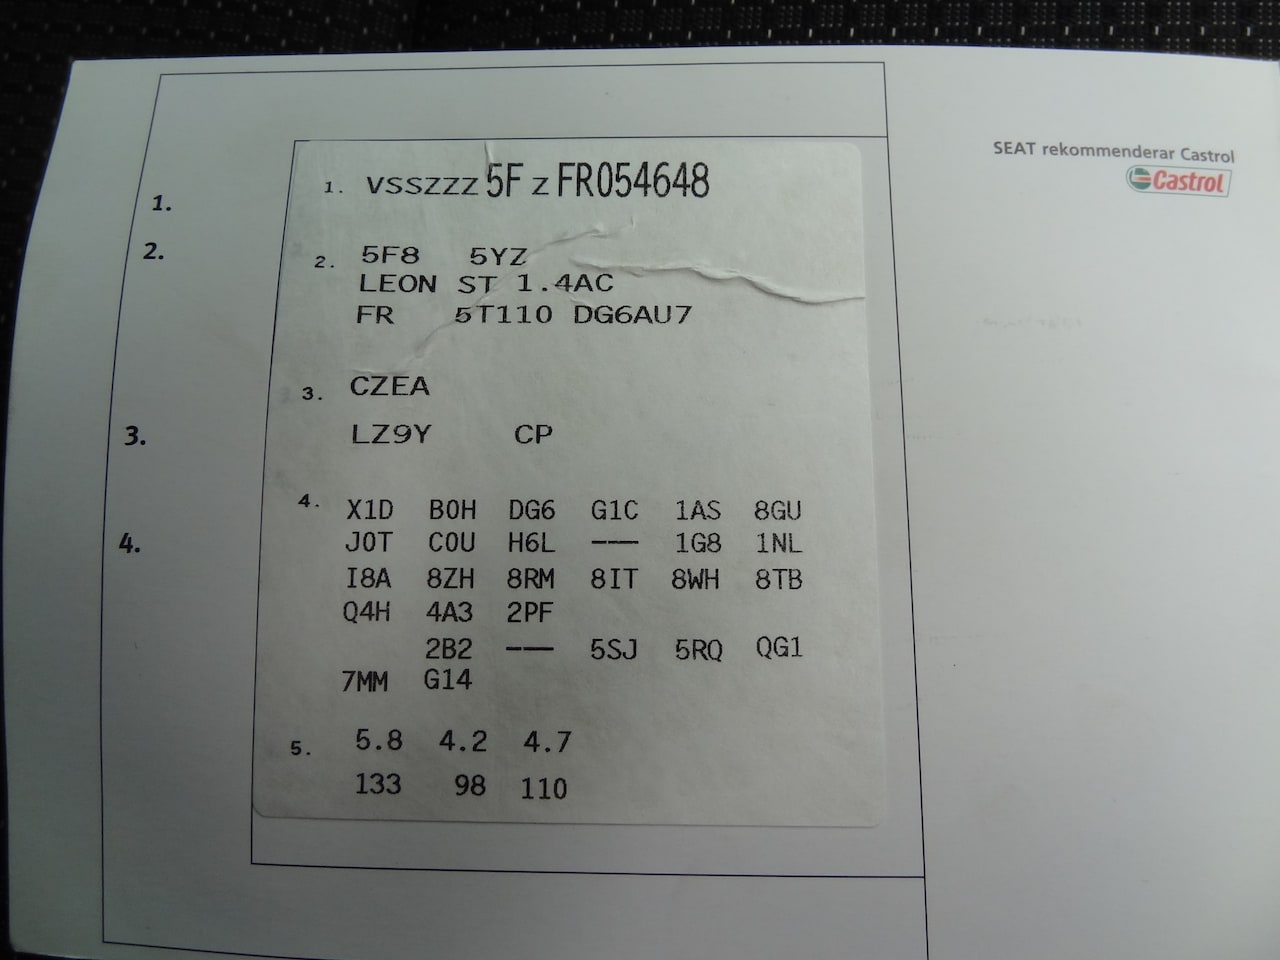 SEAT rekommenderar Castrol
Castrol
1.
2.
3.
4.
1. VSSZZZ 5F Z FR054648
2. 5F8 5YZ
LEON ST 1.4AC
FR 5T110 DG6AU7
3. CZEA
LZ9Y CP
4. X1D B0H DG6 G1C 1AS 8GU
J0T C0U H6L --- 1G8 1NL
I8A 8ZH 8RM 8IT 8WH 8TB
Q4H 4A3 2PF
2B2 --- 5SJ 5RQ QG1
7MM G14
5. 5.8 4.2 4.7
133 98 110